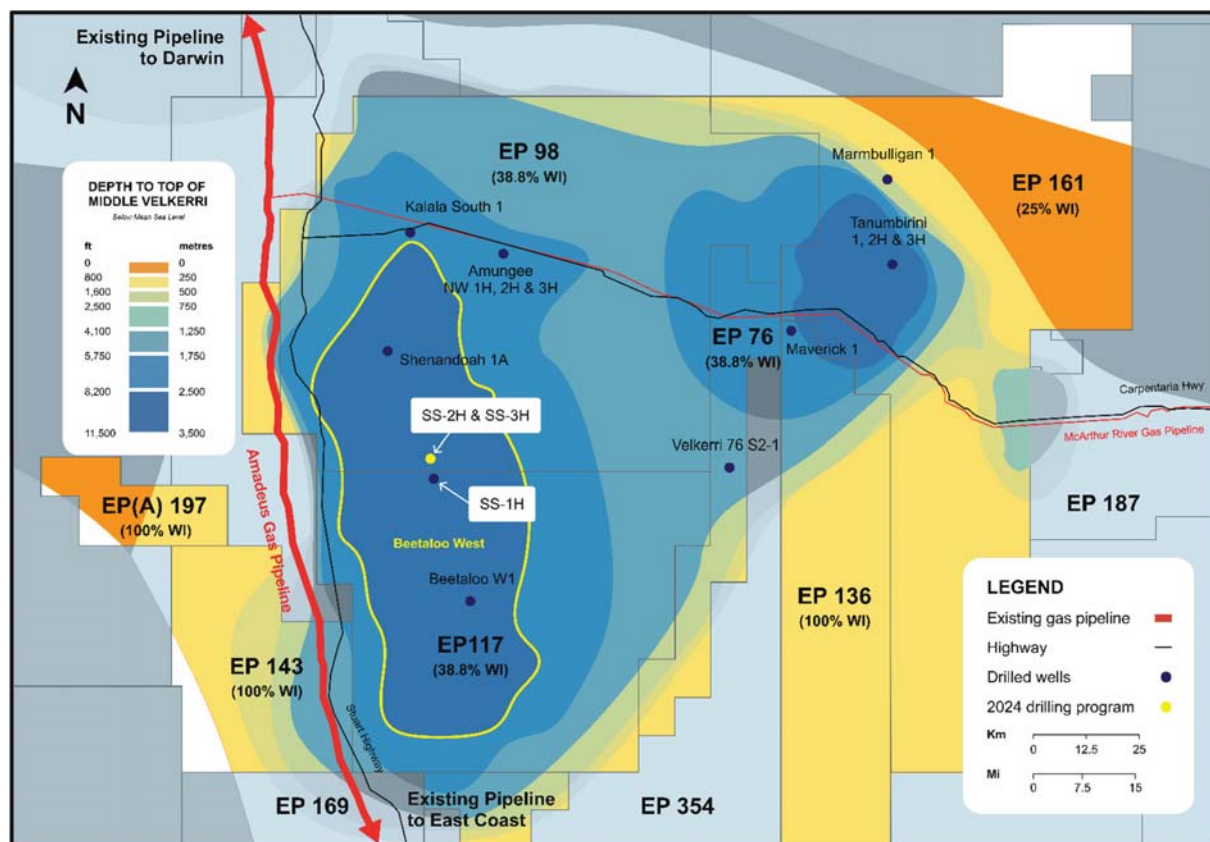 Existing Pipeline
to Darwin
N
DEPTH TO TOP OF
MIDDLE VELKERRI
Below Mean Sea Level
ft metres
0 0
800 250
1,600 500
2,500 750
4,100 1,250
5,750 1,750
8,200 2,500
11,500 3,500
EP 98
(38.8% WI)
Kalala South 1
Amungee
NW 1H, 2H & 3H
Marmbulligan 1
Tanumbirini
1, 2H & 3H
EP 161
(25% WI)
Shenandoah 1A
EP 76
(38.8% WI)
Maverick 1
Carpentaria Hwy
McArthur River Gas Pipeline
SS-2H & SS-3H
SS-1H
Velkerri 76 S2-1
EP(A) 197
(100% WI)
Amadeus Gas Pipeline
EP 187
Beetaloo West
Beetaloo W1
EP117
(38.8% WI)
EP 136
(100% WI)
EP 143
(100% WI)
Stuart Highway
EP 169
Existing Pipeline
to East Coast
EP 354
LEGEND
Existing gas pipeline
Highway
Drilled wells
2024 drilling program
Km
0 12.5 25
Mi
0 7.5 15